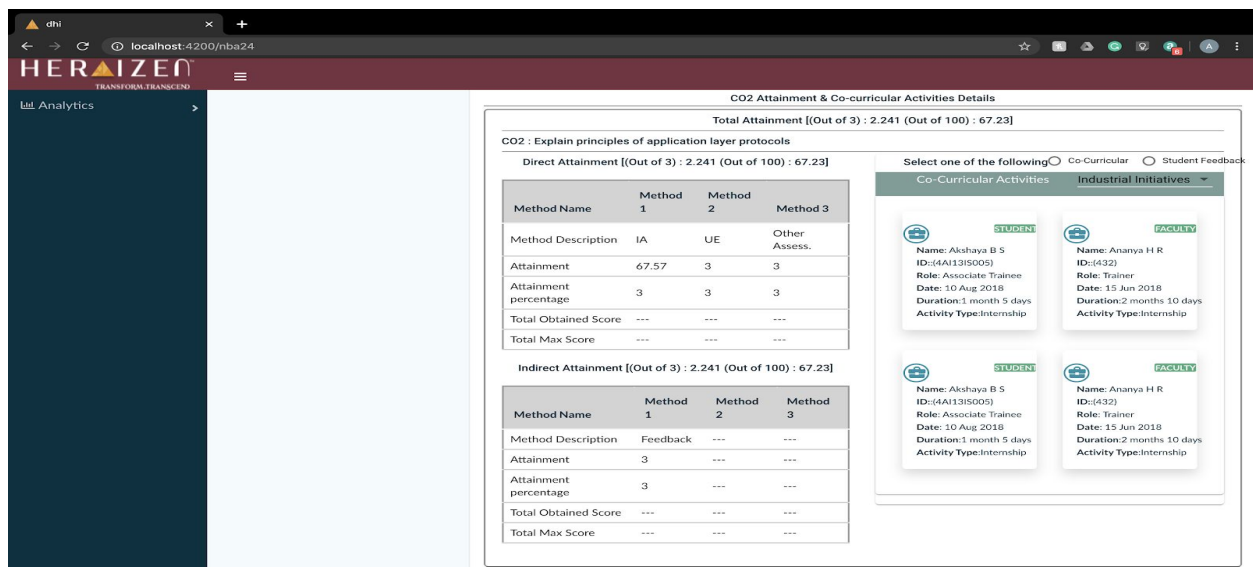 dhi
localhost:4200/nba24
A
HERAIZEN
TRANSFORM.TRANSCEND
Analytics
CO2 Attainment & Co-curricular Activities Details
Total Attainment [(Out of 3) : 2.241 (Out of 100) : 67.23]
CO2 : Explain principles of application layer protocols
Direct Attainment [(Out of 3) : 2.241 (Out of 100) : 67.23]
Method Name Method 1 Method 2 Method 3
Method Description IA UE Other Assess.
Attainment 67.57 3 3
Attainment percentage 3 3 3
Total Obtained Score --- --- ---
Total Max Score --- --- ---
Indirect Attainment [(Out of 3) : 2.241 (Out of 100) : 67.23]
Method Name Method 1 Method 2 Method 3
Method Description Feedback --- ---
Attainment 3 --- ---
Attainment percentage 3 --- ---
Total Obtained Score --- --- ---
Total Max Score --- --- ---
Select one of the following Co-Curricular Student Feedback
Co-Curricular Activities Industrial Initiatives
STUDENT
Name: Akshaya B S
ID::(4AI13IS005)
Role: Associate Trainee
Date: 10 Aug 2018
Duration:1 month 5 days
Activity Type:Internship
FACULTY
Name: Ananya H R
ID::(432)
Role: Trainer
Date: 15 Jun 2018
Duration:2 months 10 days
Activity Type:Internship
STUDENT
Name: Akshaya B S
ID::(4AI13IS005)
Role: Associate Trainee
Date: 10 Aug 2018
Duration:1 month 5 days
Activity Type:Internship
FACULTY
Name: Ananya H R
ID::(432)
Role: Trainer
Date: 15 Jun 2018
Duration:2 months 10 days
Activity Type:Internship